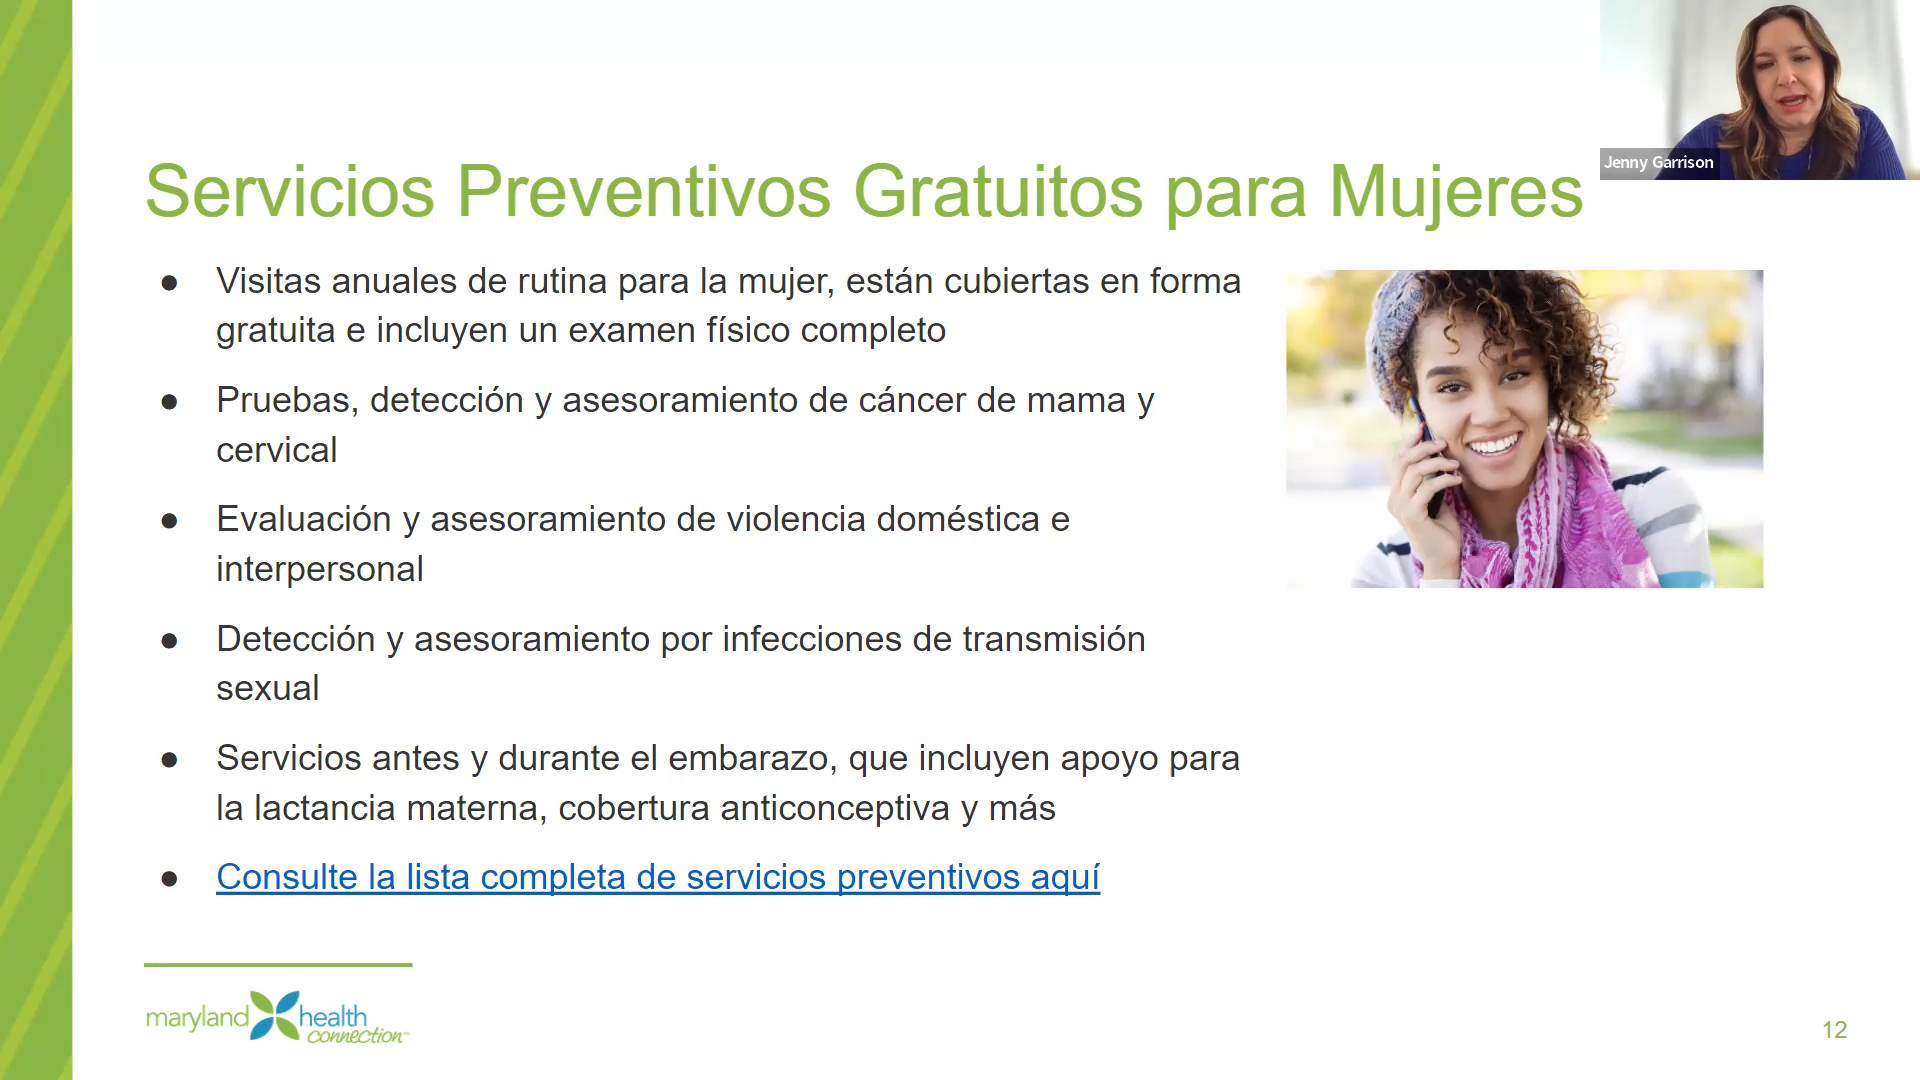 Jenny Garrison
Servicios Preventivos Gratuitos para Mujeres
● Visitas anuales de rutina para la mujer, están cubiertas en forma
gratuita e incluyen un examen físico completo
● Pruebas, detección y asesoramiento de cáncer de mama y
cervical
● Evaluación y asesoramiento de violencia doméstica e
interpersonal
● Detección y asesoramiento por infecciones de transmisión
sexual
● Servicios antes y durante el embarazo, que incluyen apoyo para
la lactancia materna, cobertura anticonceptiva y más
● Consulte la lista completa de servicios preventivos aquí
maryland health
connection
12